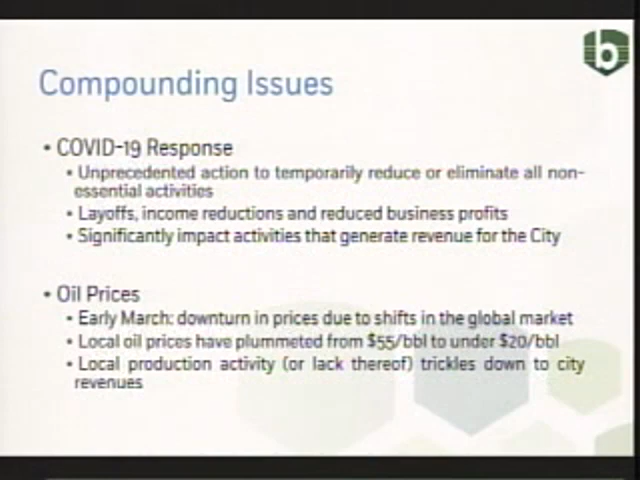 b
Compounding Issues
• COVID-19 Response
• Unprecedented action to temporarily reduce or eliminate all non-
essential activities
• Layoffs, income reductions and reduced business profits
• Significantly impact activities that generate revenue for the City
• Oil Prices
• Early March: downturn in prices due to shifts in the global market
• Local oil prices have plummeted from $55/bbl to under $20/bbl
• Local production activity (or lack thereof) trickles down to city
revenues